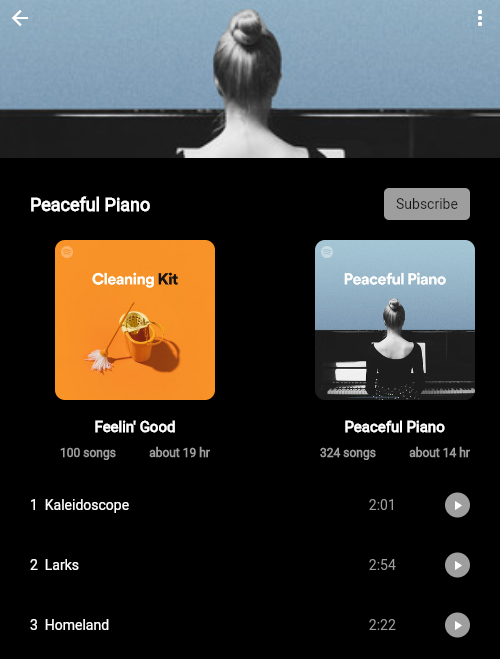 Peaceful Piano
Subscribe
Cleaning Kit
Peaceful Piano
Feelin' Good
Peaceful Piano
100 songs about 19 hr
324 songs about 14 hr
1 Kaleidoscope 2:01
2 Larks 2:54
3 Homeland 2:22